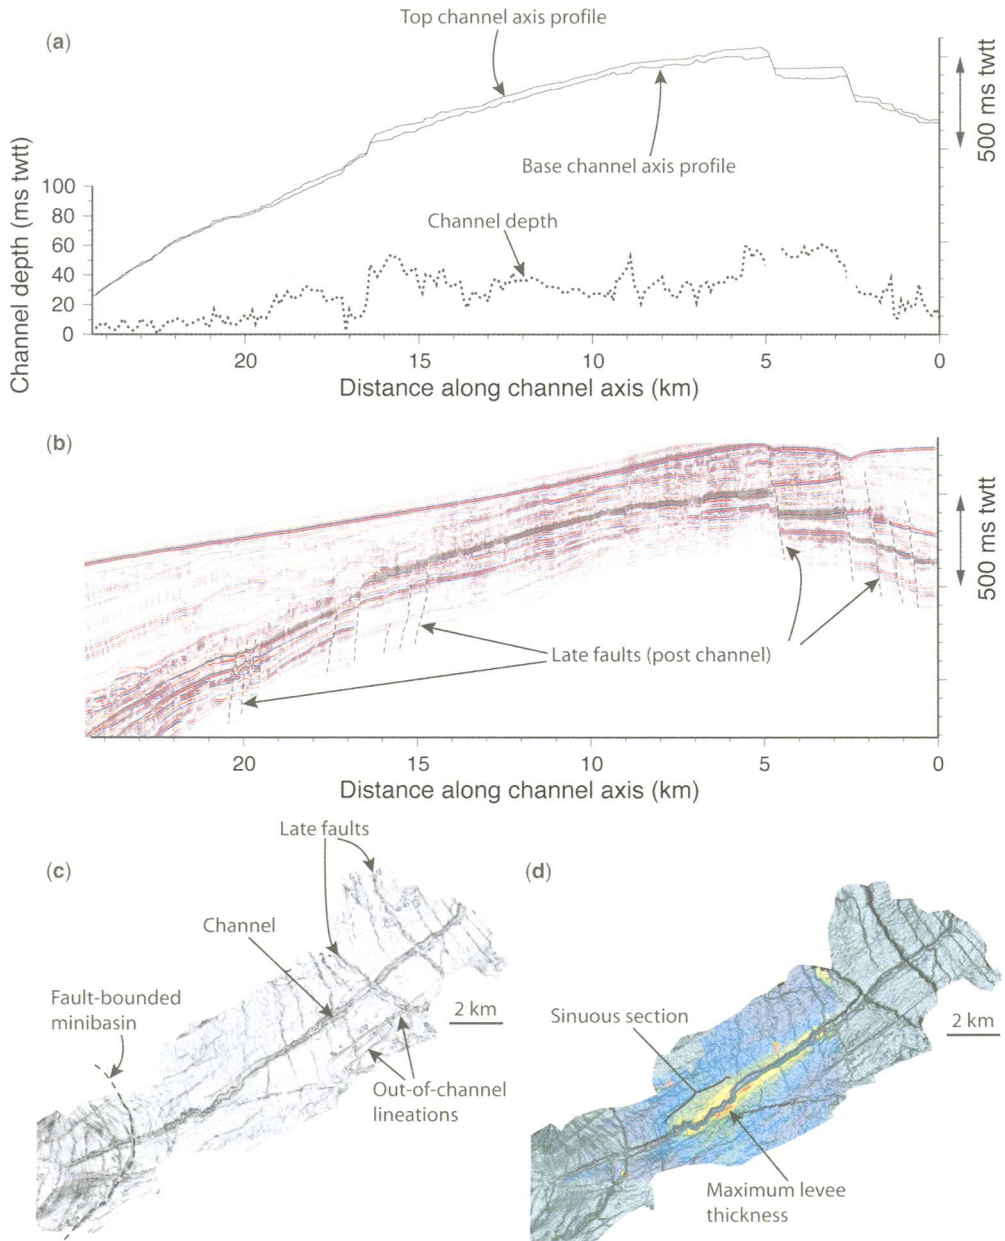 (a)
Top channel axis profile
500 ms twtt
Base channel axis profile
Channel depth (ms twtt)
100
80
60
40
20
0
Channel depth
20
15
10
5
0
Distance along channel axis (km)
(b)
500 ms twtt
Late faults (post channel)
20
15
10
5
0
Distance along channel axis (km)
(c)
Late faults
Channel
Fault-bounded
minibasin
2 km
Out-of-channel
lineations
(d)
Sinuous section
2 km
Maximum levee
thickness